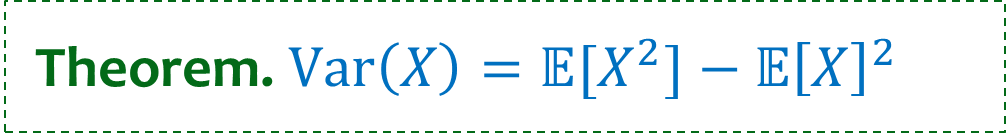 Theorem. Var(𝑋) = 𝔼[𝑋²] − 𝔼[𝑋]²